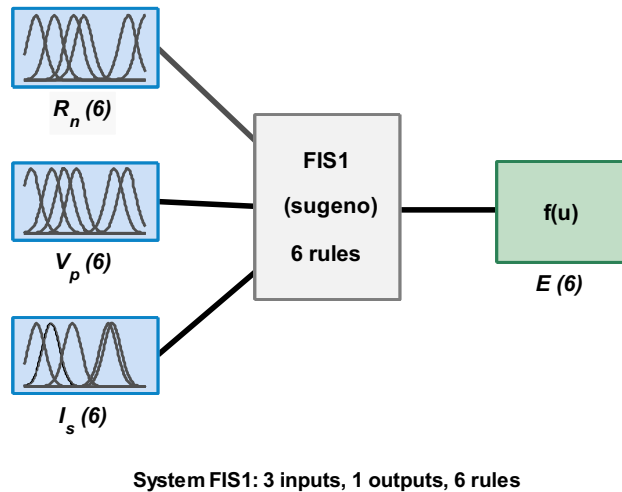 R_n (6)
V_p (6)
I_s (6)
FIS1
(sugeno)
6 rules
f(u)
E (6)
System FIS1: 3 inputs, 1 outputs, 6 rules